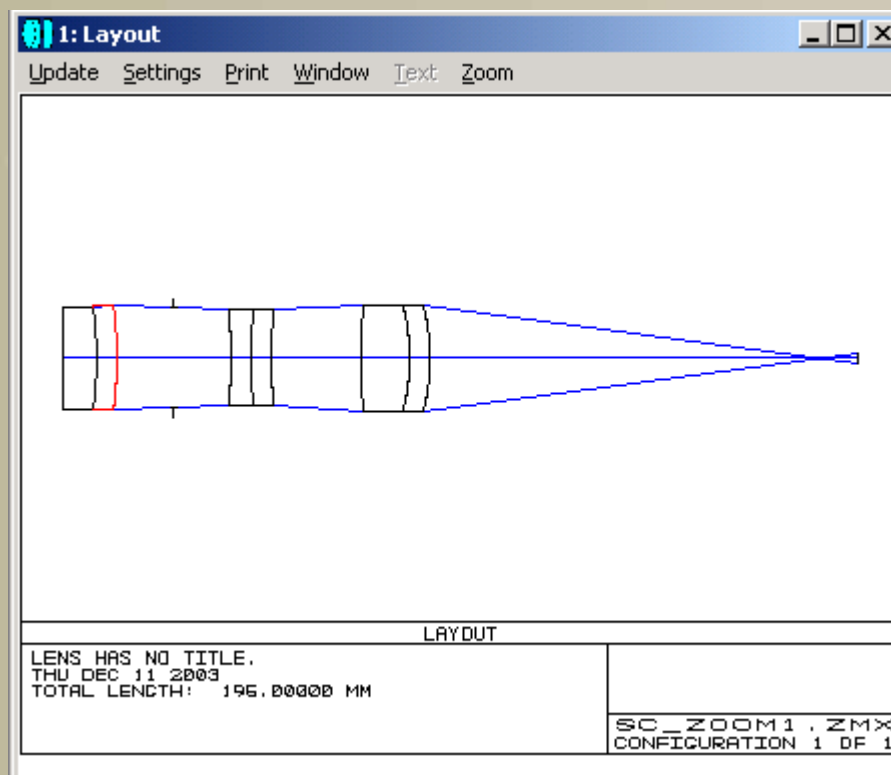 1: Layout
Update Settings Print Window Text Zoom
LAYOUT
LENS HAS NO TITLE.
THU DEC 11 2003
TOTAL LENGTH: 196.00000 MM
SC_ZOOM1.ZMX
CONFIGURATION 1 OF 1